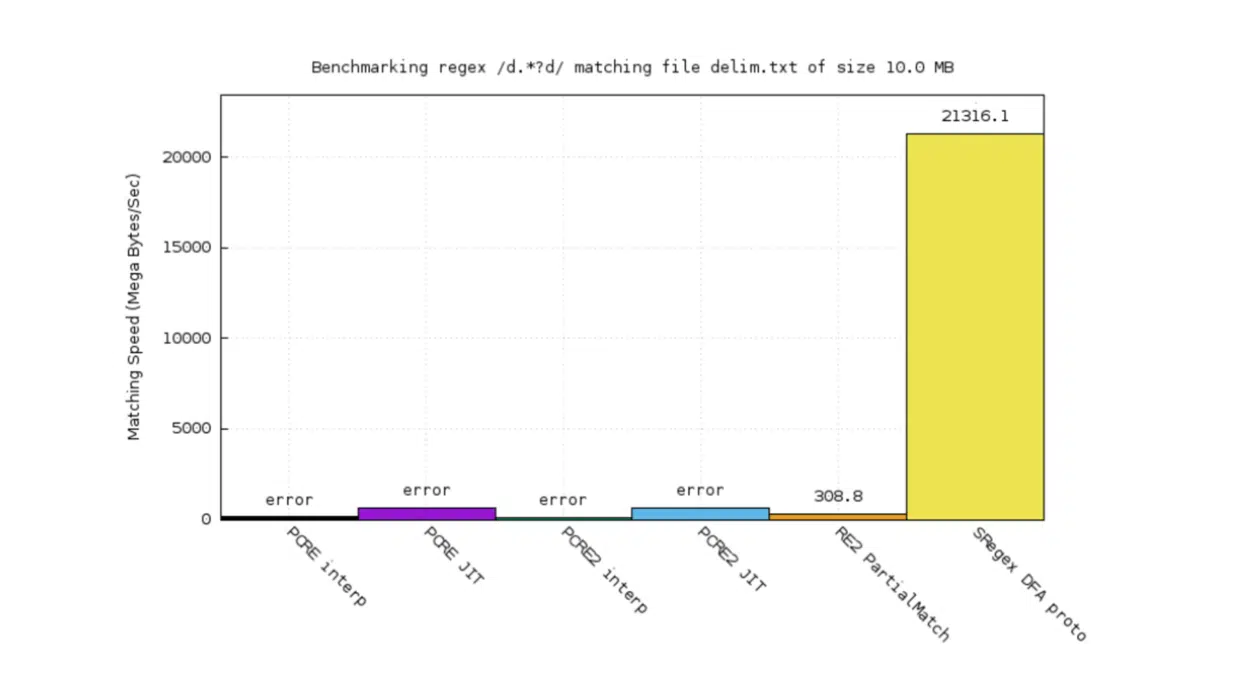 Benchmarking regex /d.*?d/ matching file delim.txt of size 10.0 MB
Matching Speed (Mega Bytes/Sec)
20000
15000
10000
5000
0
error
error
error
error
308.8
21316.1
PCRE interp
PCRE JIT
PCRE2 interp
PCRE2 JIT
RE2 PartialMatch
SRegex DFA proto